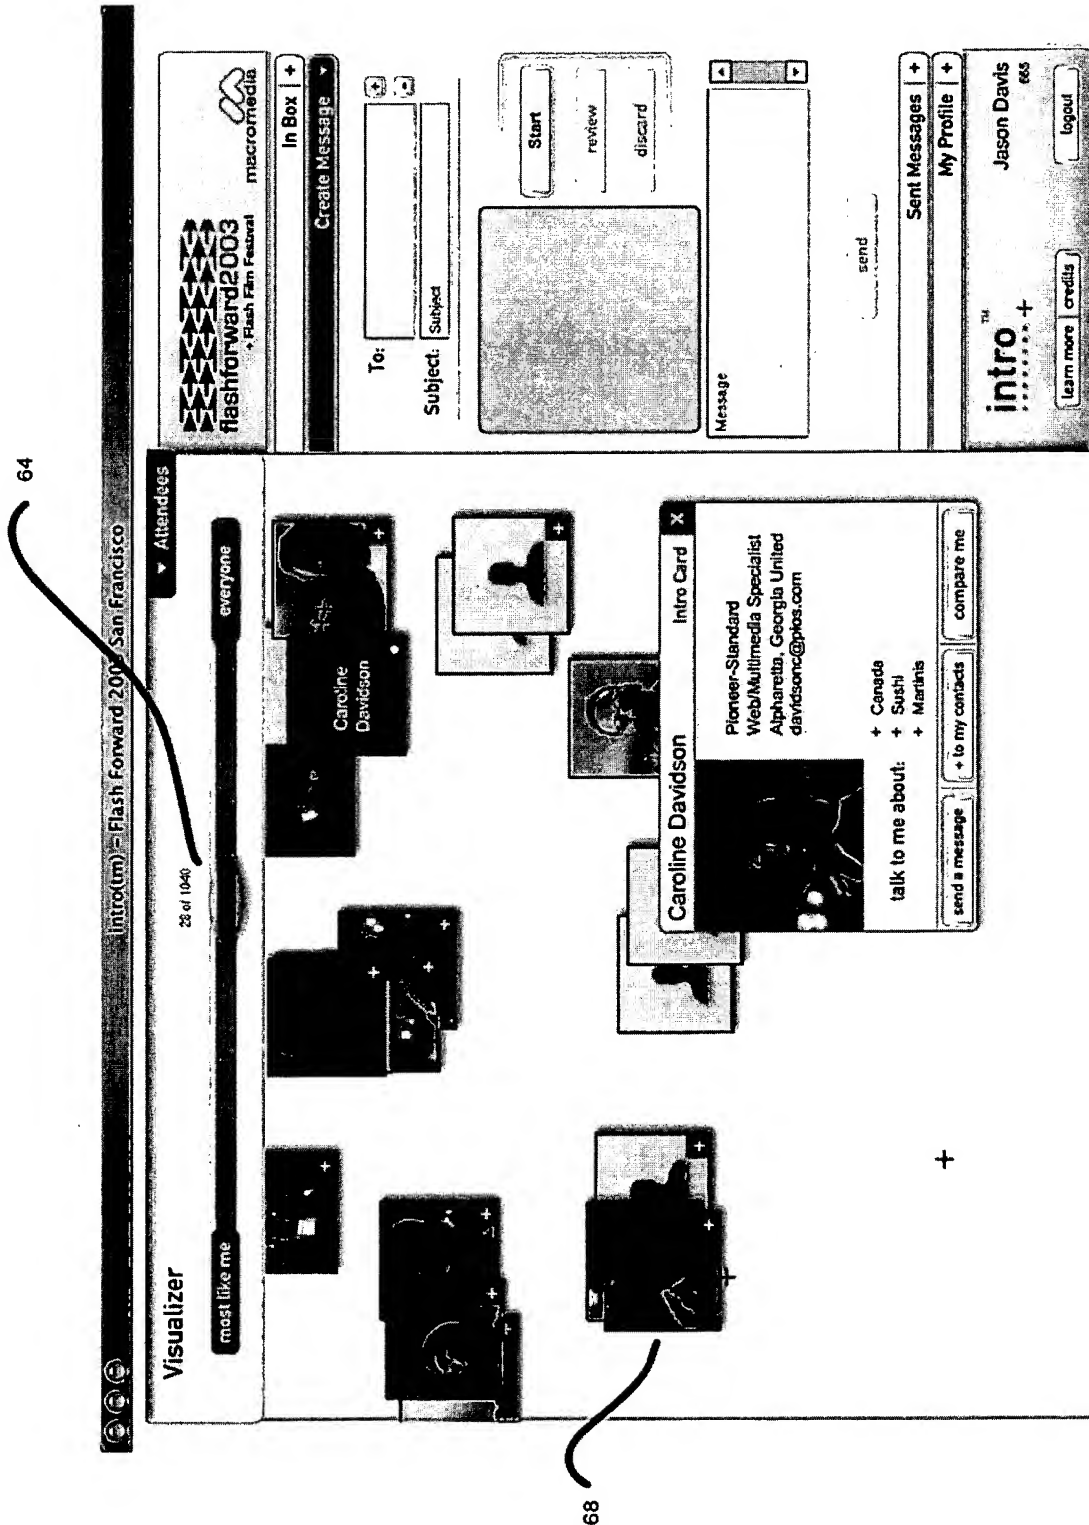 64
Intro(tm) – Flash Forward 2003 San Francisco
Visualizer
▼ Attendees
28 of 1040
most like me
everyone
Caroline
Davidson
Caroline Davidson
Intro Card
X
Pioneer-Standard
Web/Multimedia Specialist
Alpharetta, Georgia United
davidsonc@pios.com
talk to me about:
+ Canada
+ Sushi
+ Martinis
send a message
+ to my contacts
compare me
68
flashforward2003
+ Flash Film Festival
macromedia
In Box +
Create Message ▼
To:
+
-
Subject:
Subject
Start
review
discard
Message
send
Sent Messages +
My Profile +
intro™
Jason Davis
665
learn more
credits
logout